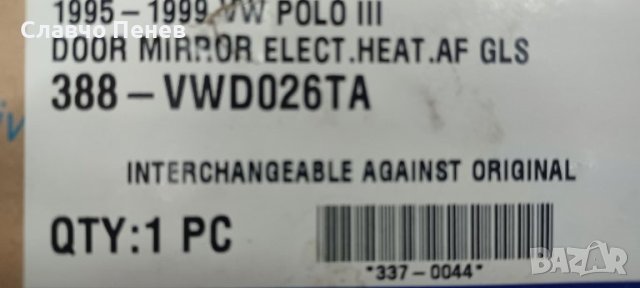 1995-1999 VW POLO III
Славчо Пенев
DOOR MIRROR ELECT.HEAT.AF GLS
388-VWD026TA
INTERCHANGEABLE AGAINST ORIGINAL
QTY:1 PC
*337-0044*
BAZAR